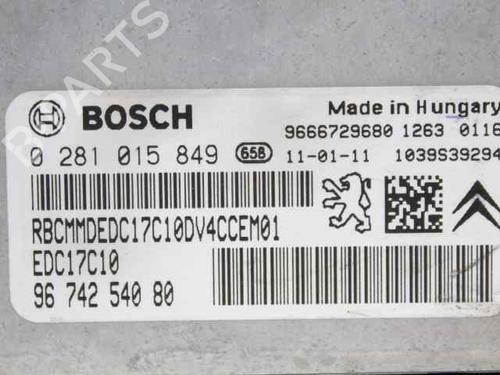 B PARTS
BOSCH
Made in Hungary
9666729680 1263 0116
0 281 015 849 658 11-01-11 1039S39294
RBCMMDEDC17C10DV4CCEM01
EDC17C10
96 742 540 80